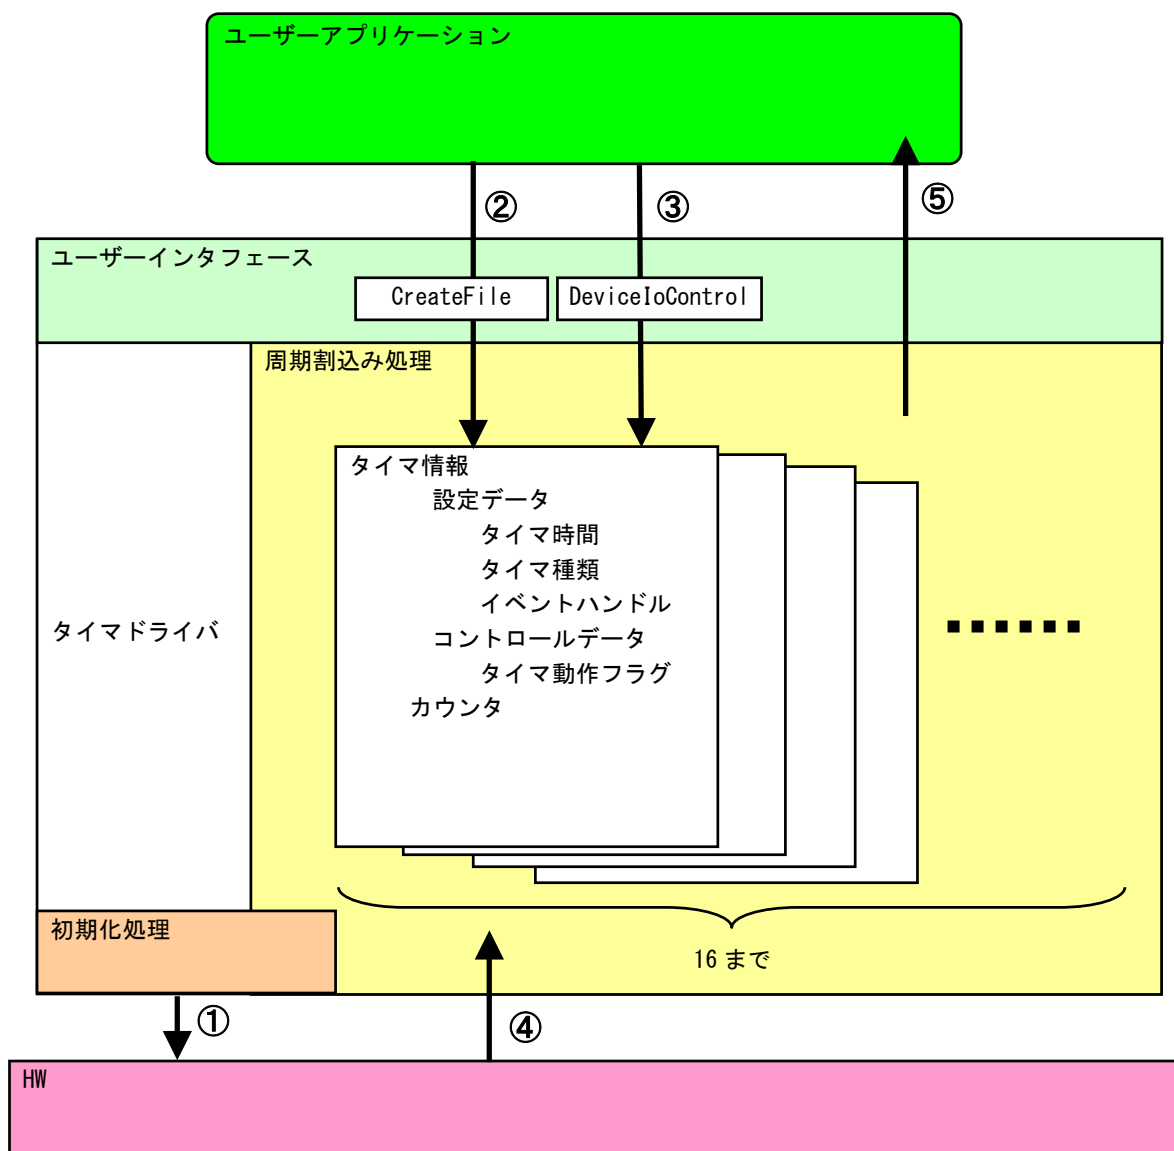 ユーザーアプリケーション
② ③ ⑤
ユーザーインタフェース
CreateFile DeviceIoControl
周期割込み処理
タイマ情報
設定データ
タイマ時間
タイマ種類
イベントハンドル
タイマドライバ
コントロールデータ
タイマ動作フラグ
カウンタ
初期化処理
16 まで
① ④
HW